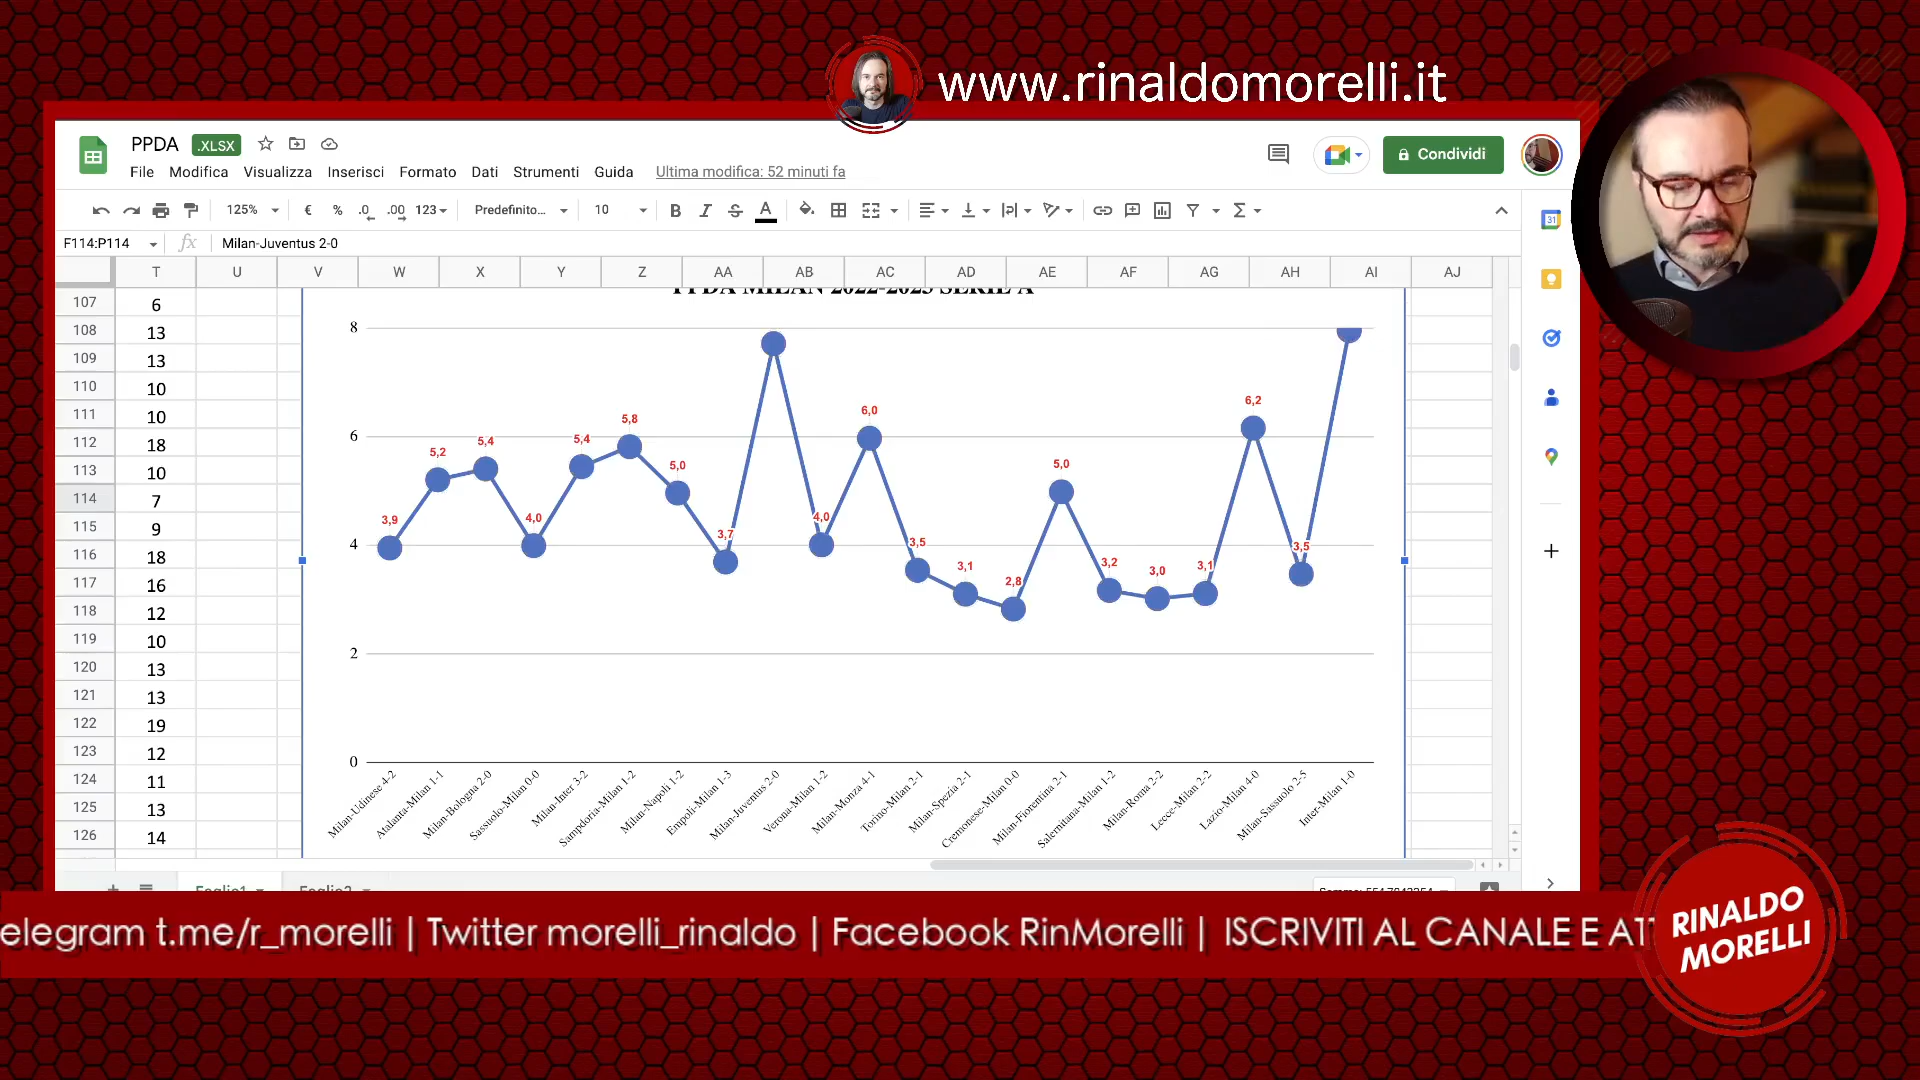 www.rinaldomorelli.it
PPDA .XLSX
File Modifica Visualizza Inserisci Formato Dati Strumenti Guida Ultima modifica: 52 minuti fa
Condividi
125% € % .0 .00 123 Predefinito... 10 B I S A Σ
F114:P114 fx Milan-Juventus 2-0
T U V W X Y Z AA AB AC AD AE AF AG AH AI AJ
PPDA MILAN 2022-2023 SERIE A
107 6
108 13
109 13
110 10
111 10
112 18
113 10
114 7
115 9
116 18
117 16
118 12
119 10
120 13
121 13
122 19
123 12
124 11
125 13
126 14
8
6
4
2
0
3,9
5,2
5,4
4,0
5,4
5,8
5,0
3,7
4,0
6,0
3,5
3,1
2,8
5,0
3,2
3,0
3,1
6,2
3,5
Milan-Udinese 4-2
Atalanta-Milan 1-1
Milan-Bologna 2-0
Sassuolo-Milan 0-0
Milan-Inter 3-2
Sampdoria-Milan 1-2
Milan-Napoli 1-2
Empoli-Milan 1-3
Milan-Juventus 2-0
Verona-Milan 1-2
Milan-Monza 4-1
Torino-Milan 2-1
Milan-Spezia 2-1
Cremonese-Milan 0-0
Milan-Fiorentina 2-1
Salernitana-Milan 1-2
Milan-Roma 2-2
Lecce-Milan 2-2
Lazio-Milan 4-0
Milan-Sassuolo 2-5
Inter-Milan 1-0
31
Foglio1 Foglio2
elegram t.me/r_morelli | Twitter morelli_rinaldo | Facebook RinMorelli | ISCRIVITI AL CANALE E ATT
RINALDO
MORELLI